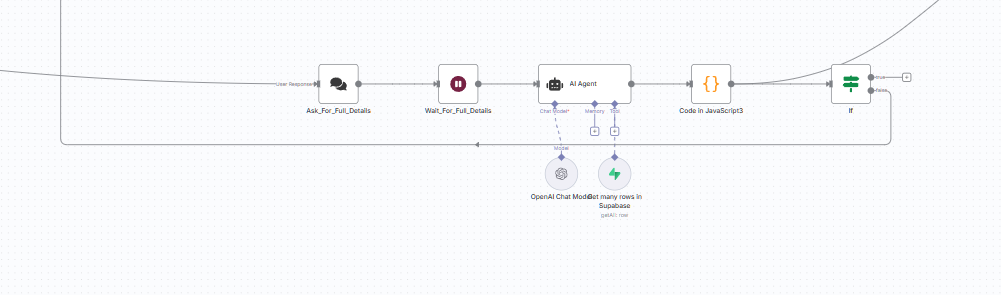 User Response
Ask_For_Full_Details
Wait_For_Full_Details
AI Agent
Chat Model*
Memory
Tool
Model
OpenAI Chat Model
Get many rows in
Supabase
getAll: row
Code in JavaScript3
If
true
false